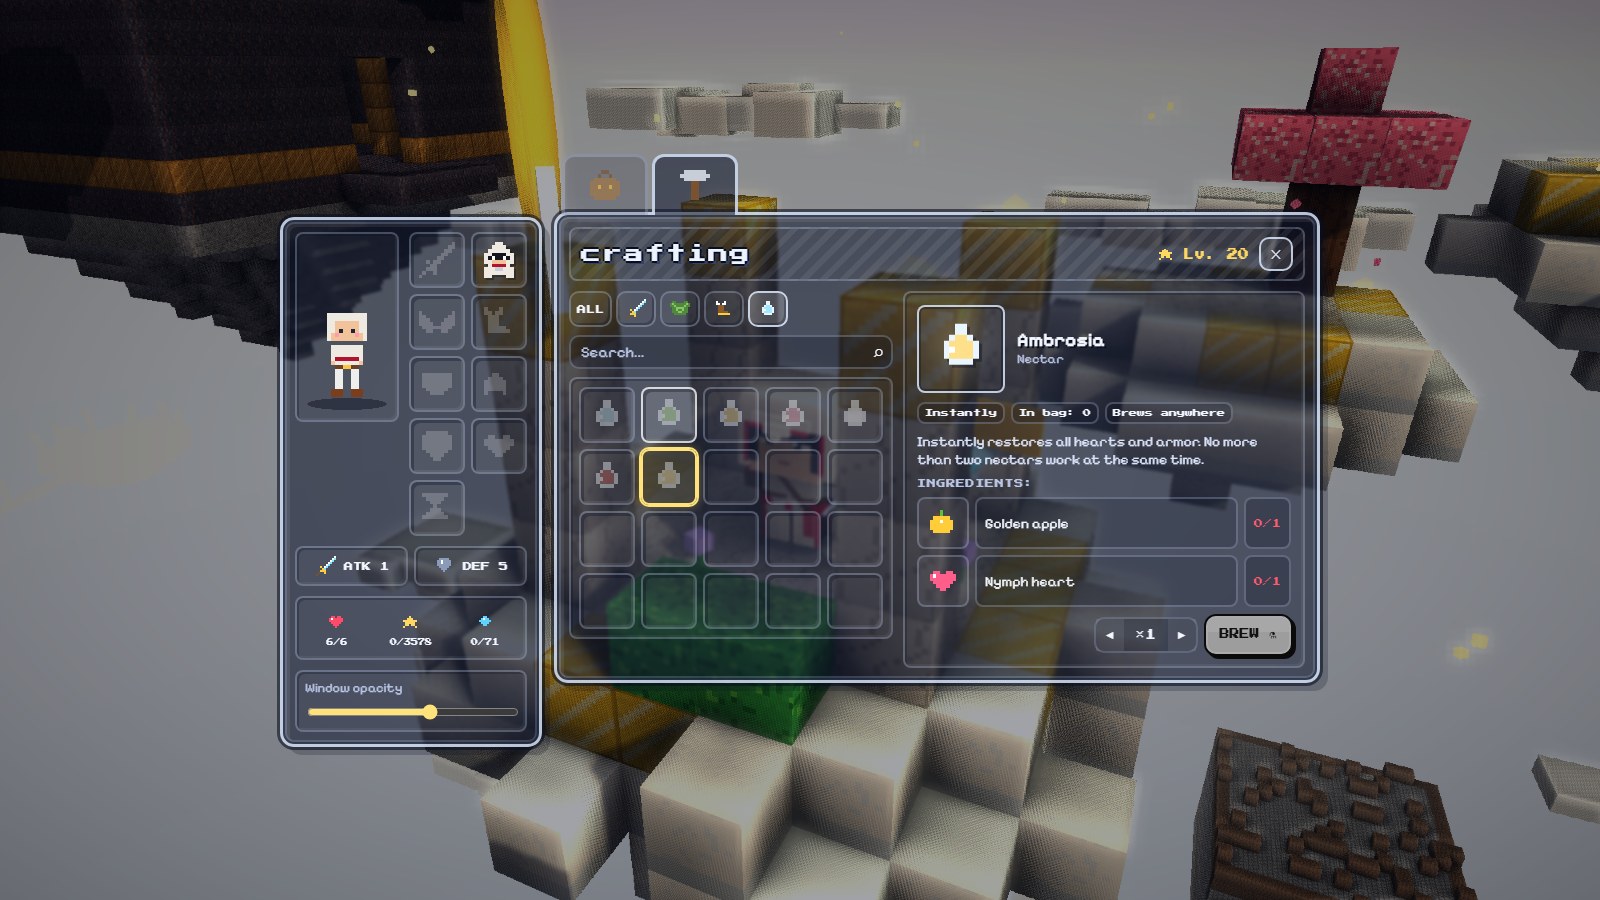 crafting
Lv. 20
ALL
Search...
Ambrosia
Nectar
Instantly
In bag: 0
Brews anywhere
Instantly restores all hearts and armor. No more
than two nectars work at the same time.
INGREDIENTS:
Golden apple
0/1
Nymph heart
0/1
×1
BREW
ATK 1
DEF 5
6/6
0/3578
0/71
Window opacity